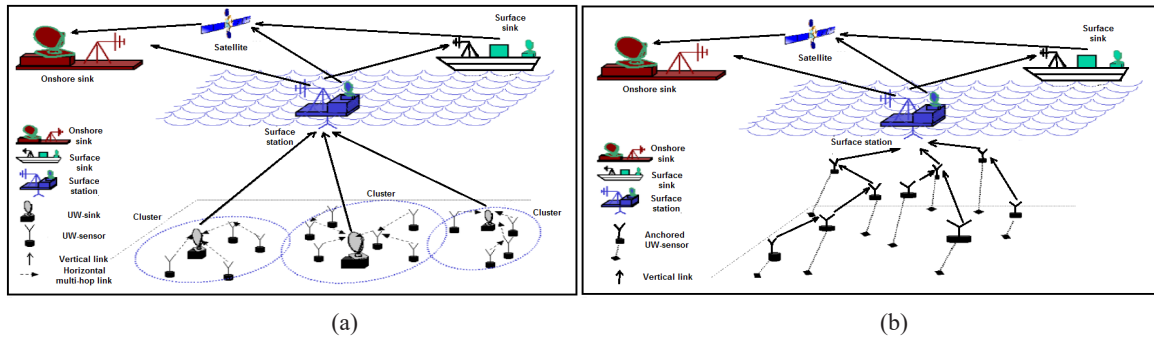 Surface
sink
Satellite
Onshore sink
Surface
station
Onshore
sink
Surface
sink
Surface
station
UW-sink
UW-sensor
Vertical link
Horizontal
multi-hop link
Cluster
Cluster
Cluster
(a)
Surface
sink
Satellite
Onshore sink
Surface station
Onshore
sink
Surface
sink
Surface
station
Anchored
UW-sensor
Vertical link
(b)